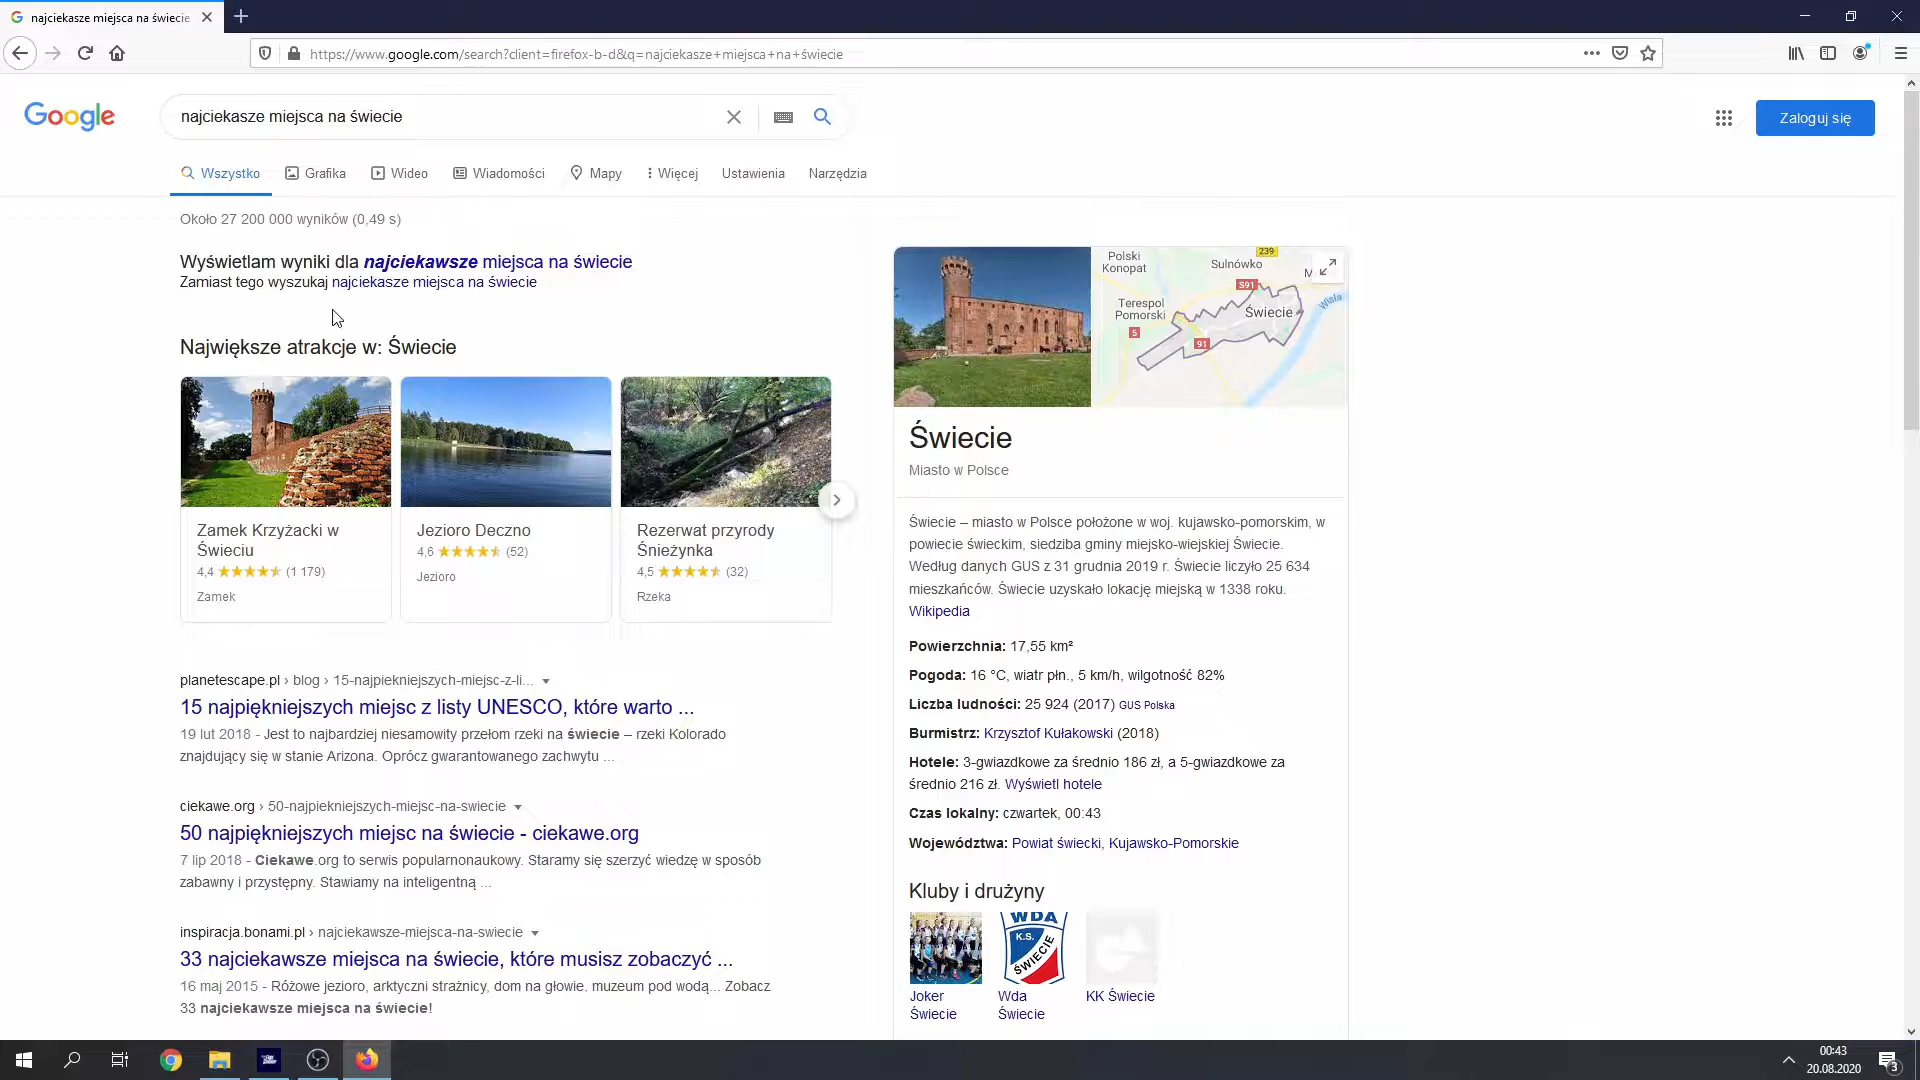 najciekasze miejsca na świecie
https://www.google.com/search?client=firefox-b-d&q=najciekasze+miejsca+na+świecie
Google
najciekasze miejsca na świecie
Zaloguj się
Wszystko
Grafika
Wideo
Wiadomości
Mapy
Więcej
Ustawienia
Narzędzia
Około 27 200 000 wyników (0,49 s)
Wyświetlam wyniki dla najciekawsze miejsca na świecie
Zamiast tego wyszukaj najciekasze miejsca na świecie
Największe atrakcje w: Świecie
Zamek Krzyżacki w
Świeciu
4,4 (1 179)
Zamek
Jezioro Deczno
4,6 (52)
Jezioro
Rezerwat przyrody
Śnieżynka
4,5 (32)
Rzeka
planetescape.pl › blog › 15-najpiekniejszych-miejsc-z-li...
15 najpiękniejszych miejsc z listy UNESCO, które warto ...
19 lut 2018 - Jest to najbardziej niesamowity przełom rzeki na świecie – rzeki Kolorado
znajdujący się w stanie Arizona. Oprócz gwarantowanego zachwytu ...
ciekawe.org › 50-najpiekniejszych-miejsc-na-swiecie
50 najpiękniejszych miejsc na świecie - ciekawe.org
7 lip 2018 - Ciekawe.org to serwis popularnonaukowy. Staramy się szerzyć wiedzę w sposób
zabawny i przystępny. Stawiamy na inteligentną ...
inspiracja.bonami.pl › najciekawsze-miejsca-na-swiecie
33 najciekawsze miejsca na świecie, które musisz zobaczyć ...
16 maj 2015 - Różowe jezioro, arktyczni strażnicy, dom na głowie, muzeum pod wodą... Zobacz
33 najciekawsze miejsca na świecie!
Polski
Konopat
Sulnówko
239
M
S91
Terespol
Pomorski
Świecie
Wisła
5
91
Świecie
Miasto w Polsce
Świecie – miasto w Polsce położone w woj. kujawsko-pomorskim, w
powiecie świeckim, siedziba gminy miejsko-wiejskiej Świecie.
Według danych GUS z 31 grudnia 2019 r. Świecie liczyło 25 634
mieszkańców. Świecie uzyskało lokację miejską w 1338 roku.
Wikipedia
Powierzchnia: 17,55 km²
Pogoda: 16 °C, wiatr płn., 5 km/h, wilgotność 82%
Liczba ludności: 25 924 (2017) GUS Polska
Burmistrz: Krzysztof Kułakowski (2018)
Hotele: 3-gwiazdkowe za średnio 186 zł, a 5-gwiazdkowe za
średnio 216 zł. Wyświetl hotele
Czas lokalny: czwartek, 00:43
Województwa: Powiat świecki, Kujawsko-Pomorskie
Kluby i drużyny
WDA
K.S.
ŚWIECIE
Joker
Świecie
Wda
Świecie
KK Świecie
00:43
20.08.2020
3